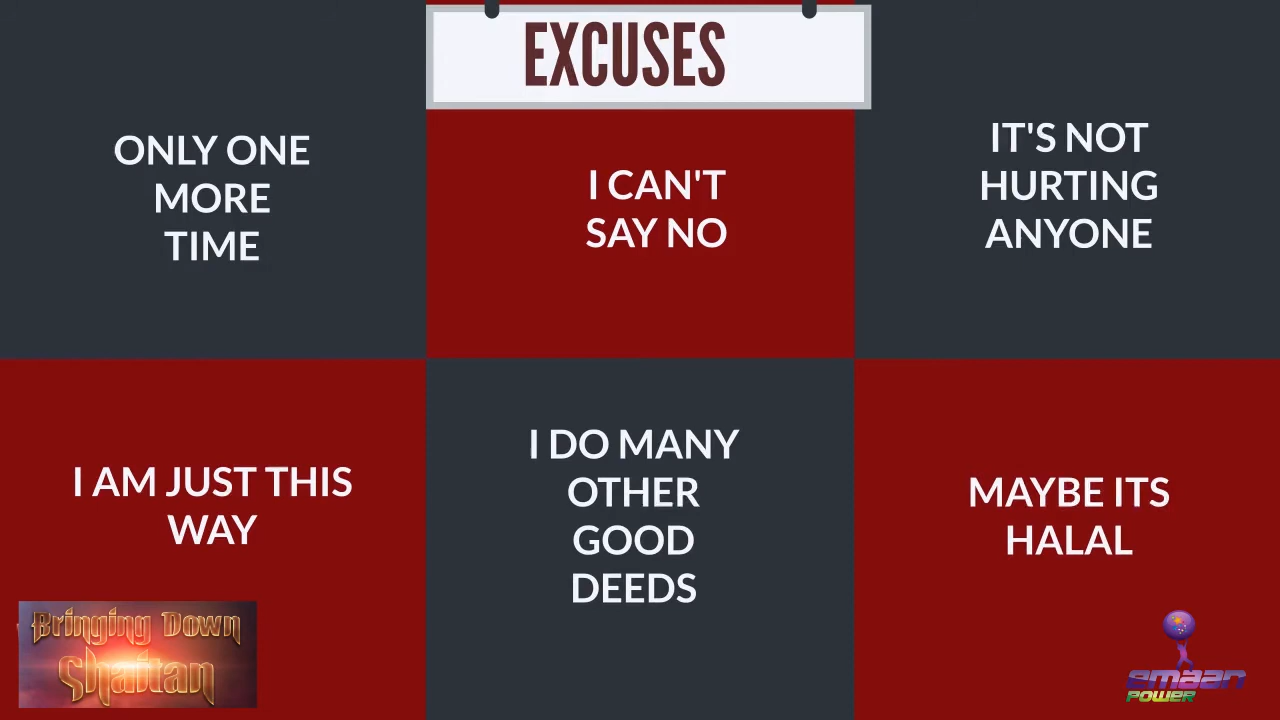 EXCUSES
ONLY ONE
MORE
TIME
I CAN'T
SAY NO
IT'S NOT
HURTING
ANYONE
I AM JUST THIS
WAY
I DO MANY
OTHER
GOOD
DEEDS
MAYBE ITS
HALAL
Bringing Down
Shaitan
emaan
POWER